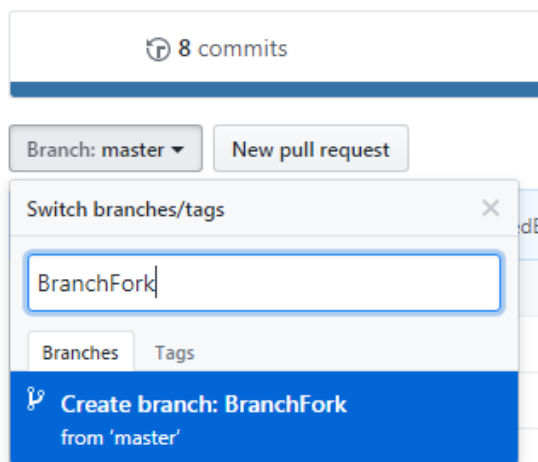 8 commits
Branch: master
New pull request
Switch branches/tags
BranchFork
Branches
Tags
Create branch: BranchFork
from ‘master’